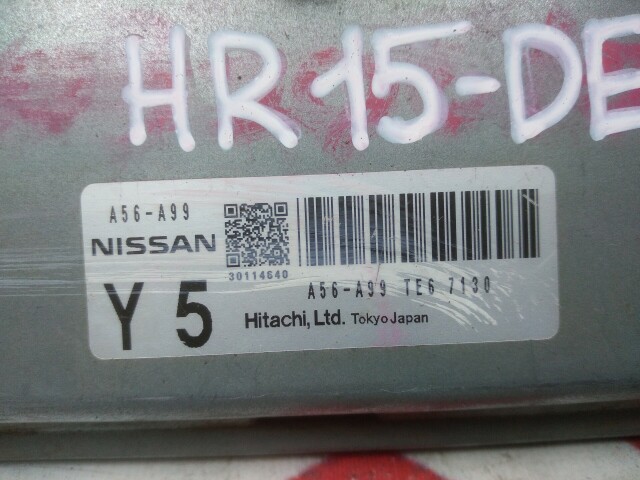 HR15-DE
A56-A99
NISSAN
30114640
Y 5
A56-A99 TE6 7130
Hitachi, Ltd. Tokyo Japan